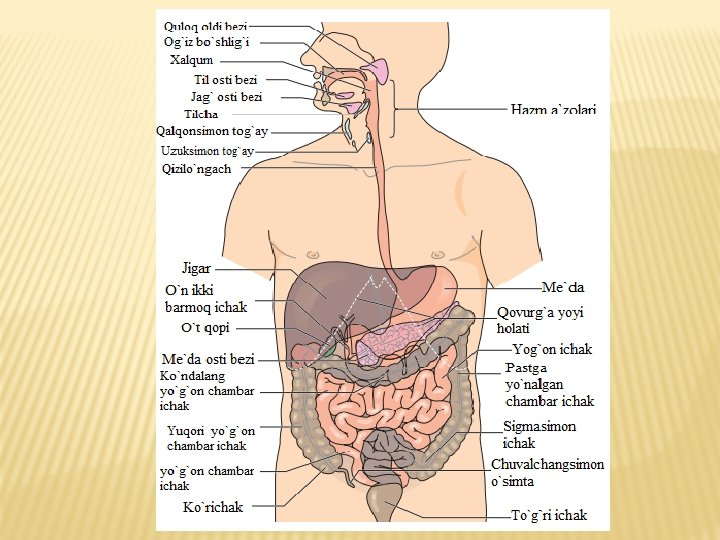 Quloq oldi bezi
Og`iz bo`shlig`i
Xalqum
Til osti bezi
Jag` osti bezi
Tilcha
Qalqonsimon tog`ay
Uzuksimon tog`ay
Qizilo`ngach
Hazm a`zolari
Jigar
O`n ikki
barmoq ichak
O`t qopi
Me`da osti bezi
Ko`ndalang
yo`g`on chambar
ichak
Yuqori yo`g`on
chambar ichak
yo`g`on chambar
ichak
Ko`richak
Me`da
Qovurg`a yoyi
holati
Yog`on ichak
Pastga
yo`nalgan
chambar ichak
Sigmasimon
ichak
Chuvalchangsimon
o`simta
To`g`ri ichak